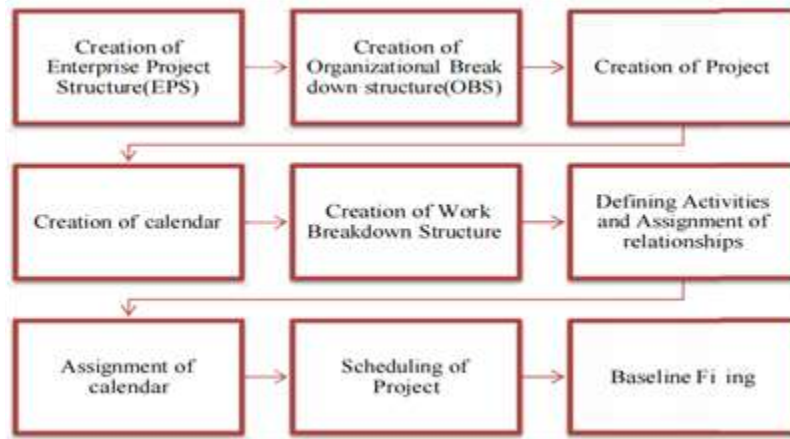 Creation of
Enterprise Project
Structure(EPS)
Creation of
Organizational Break
down structure(OBS)
Creation of Project
Creation of calendar
Creation of Work
Breakdown Structure
Defining Activities
and Assignment of
relationships
Assignment of
calendar
Scheduling of
Project
Baseline Fi ing